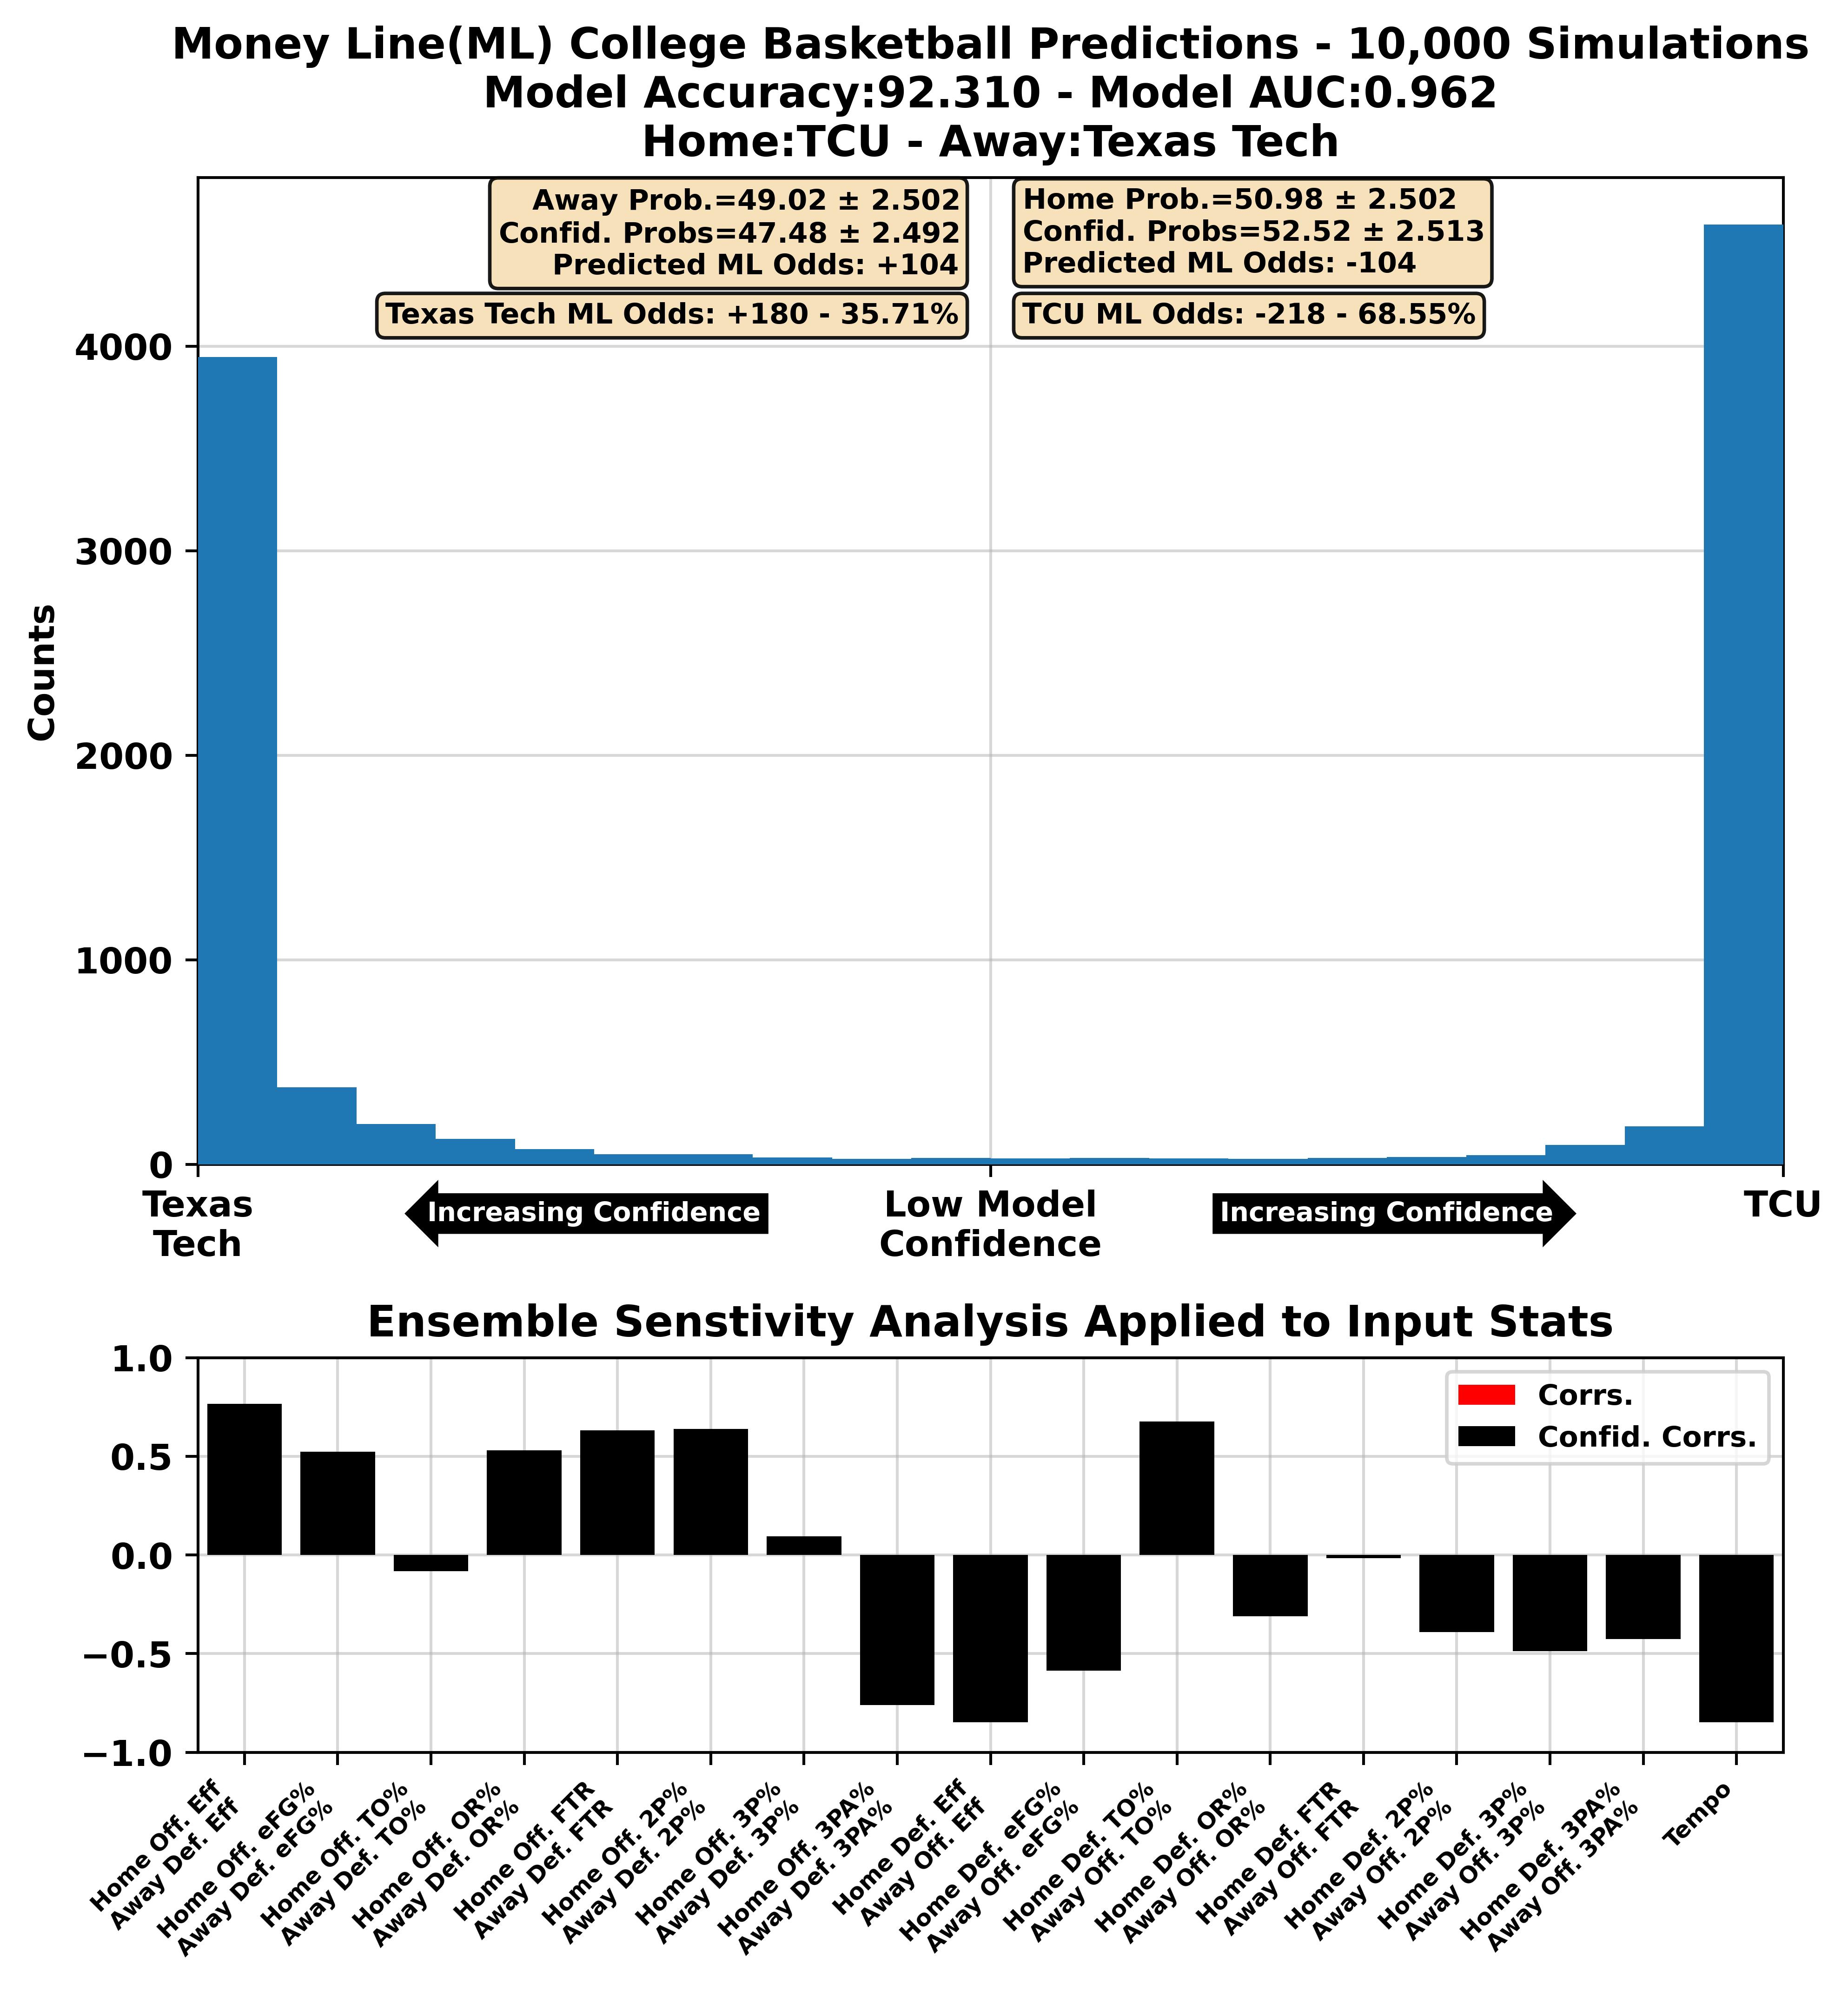 Money Line(ML) College Basketball Predictions - 10,000 Simulations
Model Accuracy:92.310 - Model AUC:0.962
Home:TCU - Away:Texas Tech
Away Prob.=49.02 ± 2.502
Confid. Probs=47.48 ± 2.492
Predicted ML Odds: +104
Texas Tech ML Odds: +180 - 35.71%
Home Prob.=50.98 ± 2.502
Confid. Probs=52.52 ± 2.513
Predicted ML Odds: -104
TCU ML Odds: -218 - 68.55%
Counts
4000
3000
2000
1000
0
Texas
Tech
Increasing Confidence
Low Model
Confidence
Increasing Confidence
TCU
Ensemble Senstivity Analysis Applied to Input Stats
1.0
0.5
0.0
−0.5
−1.0
Corrs.
Confid. Corrs.
Home Off. Eff
Away Def. Eff
Home Off. eFG%
Away Def. eFG%
Home Off. TO%
Away Def. TO%
Home Off. OR%
Away Def. OR%
Home Off. FTR
Away Def. FTR
Home Off. 2P%
Away Def. 2P%
Home Off. 3P%
Away Def. 3P%
Home Off. 3PA%
Away Def. 3PA%
Home Def. Eff
Away Off. Eff
Home Def. eFG%
Away Off. eFG%
Home Def. TO%
Away Off. TO%
Home Def. OR%
Away Off. OR%
Home Def. FTR
Away Off. FTR
Home Def. 2P%
Away Off. 2P%
Home Def. 3P%
Away Off. 3P%
Home Def. 3PA%
Away Off. 3PA%
Tempo